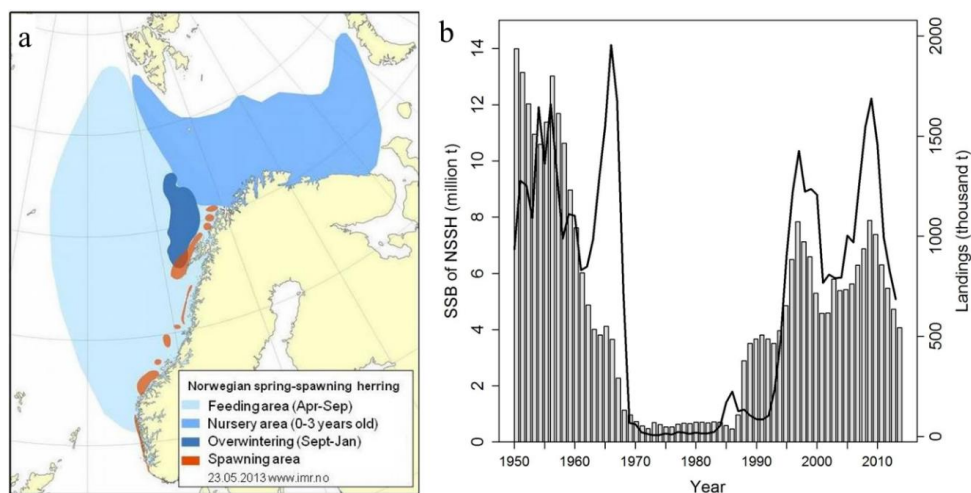 a
Norwegian spring-spawning herring
Feeding area (Apr-Sep)
Nursery area (0-3 years old)
Overwintering (Sept-Jan)
Spawning area
23.05.2013 www.imr.no
b
SSB of NSSH (million t)
14
12
10
8
6
4
2
0
2000
1500
1000
500
0
Landings (thousand t)
1950
1960
1970
1980
1990
2000
2010
Year